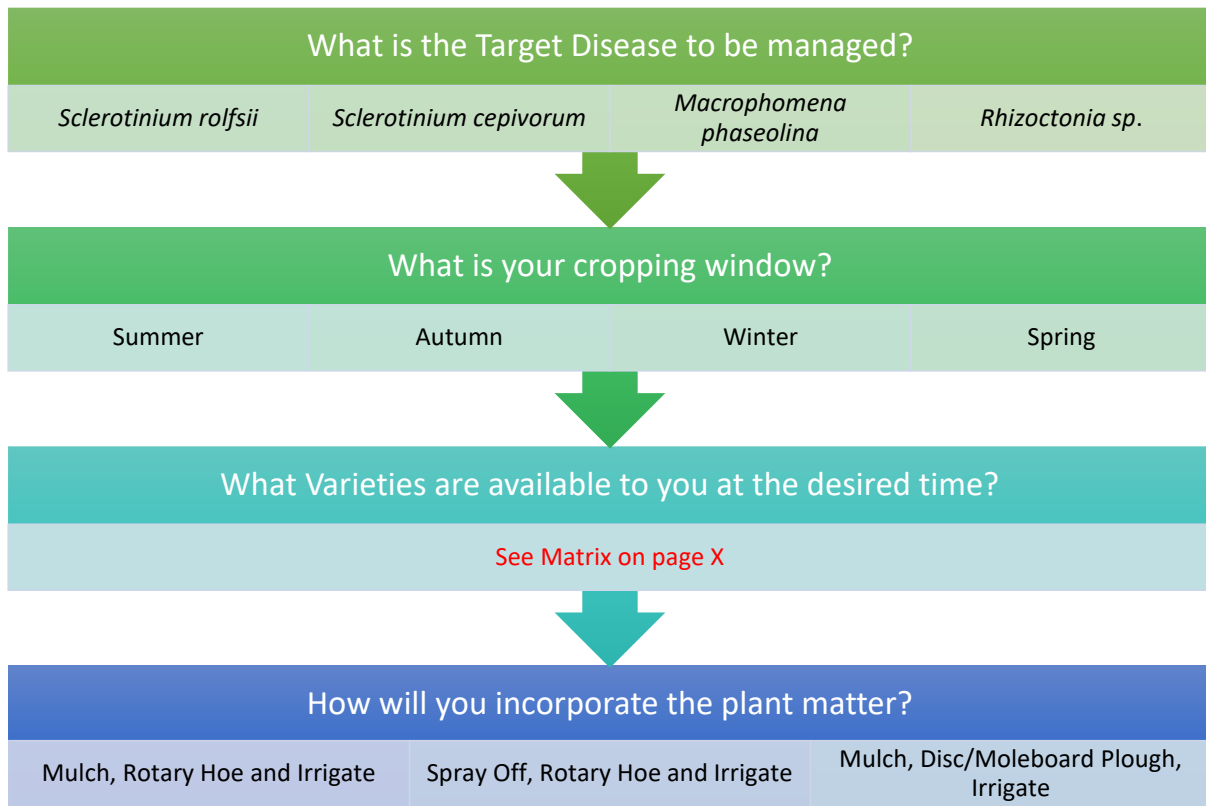 What is the Target Disease to be managed?
Sclerotinium rolfsii
Sclerotinium cepivorum
Macrophomena
phaseolina
Rhizoctonia sp.
What is your cropping window?
Summer
Autumn
Winter
Spring
What Varieties are available to you at the desired time?
See Matrix on page X
How will you incorporate the plant matter?
Mulch, Rotary Hoe and Irrigate
Spray Off, Rotary Hoe and Irrigate
Mulch, Disc/Moleboard Plough,
Irrigate